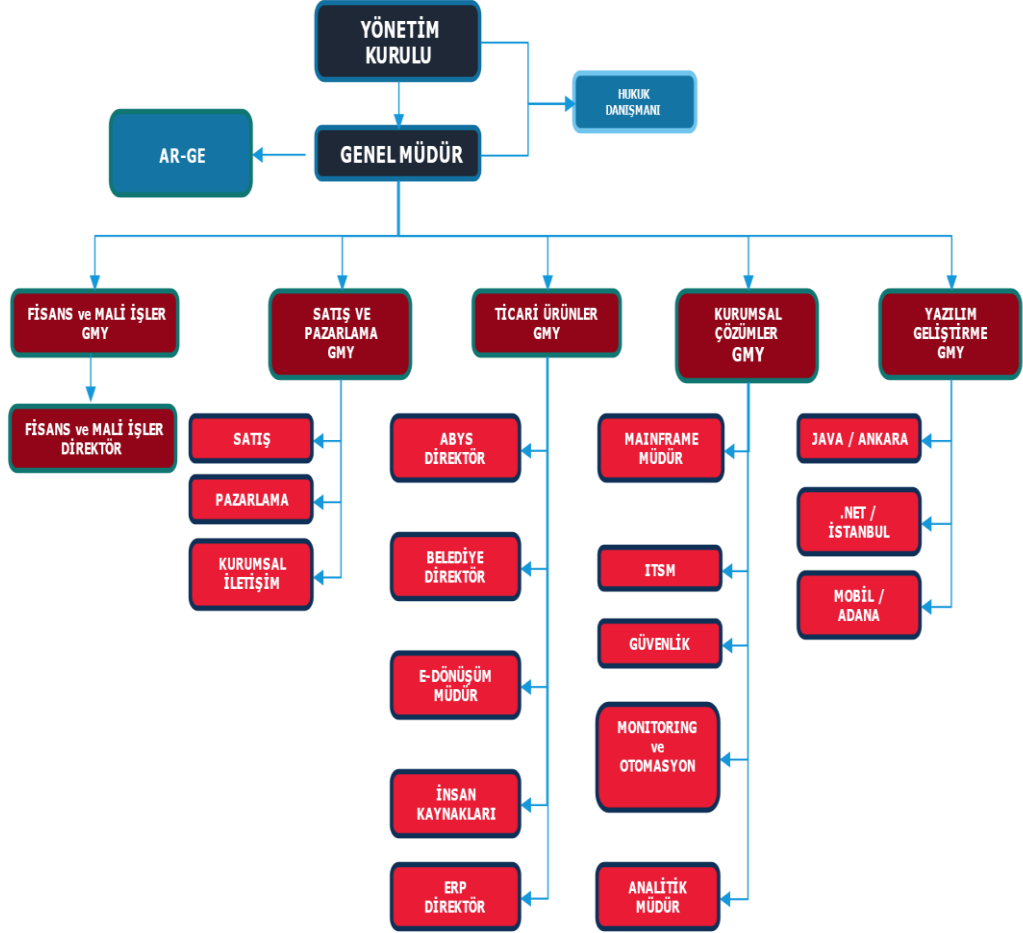 YÖNETİM
KURULU
HUKUK
DANIŞMANI
AR-GE
GENEL MÜDÜR
FİSANS ve MALİ İŞLER
GMY
SATIŞ VE
PAZARLAMA
GMY
TİCARİ ÜRÜNLER
GMY
KURUMSAL
ÇÖZÜMLER
GMY
YAZILIM
GELİŞTİRME
GMY
FİSANS ve MALİ İŞLER
DİREKTÖR
SATIŞ
PAZARLAMA
KURUMSAL
İLETİŞİM
ABYS
DİREKTÖR
BELEDİYE
DİREKTÖR
E-DÖNÜŞÜM
MÜDÜR
İNSAN
KAYNAKLARI
ERP
DİREKTÖR
MAINFRAME
MÜDÜR
ITSM
GÜVENLİK
MONITORING
ve
OTOMASYON
ANALİTİK
MÜDÜR
JAVA / ANKARA
.NET /
İSTANBUL
MOBİL /
ADANA